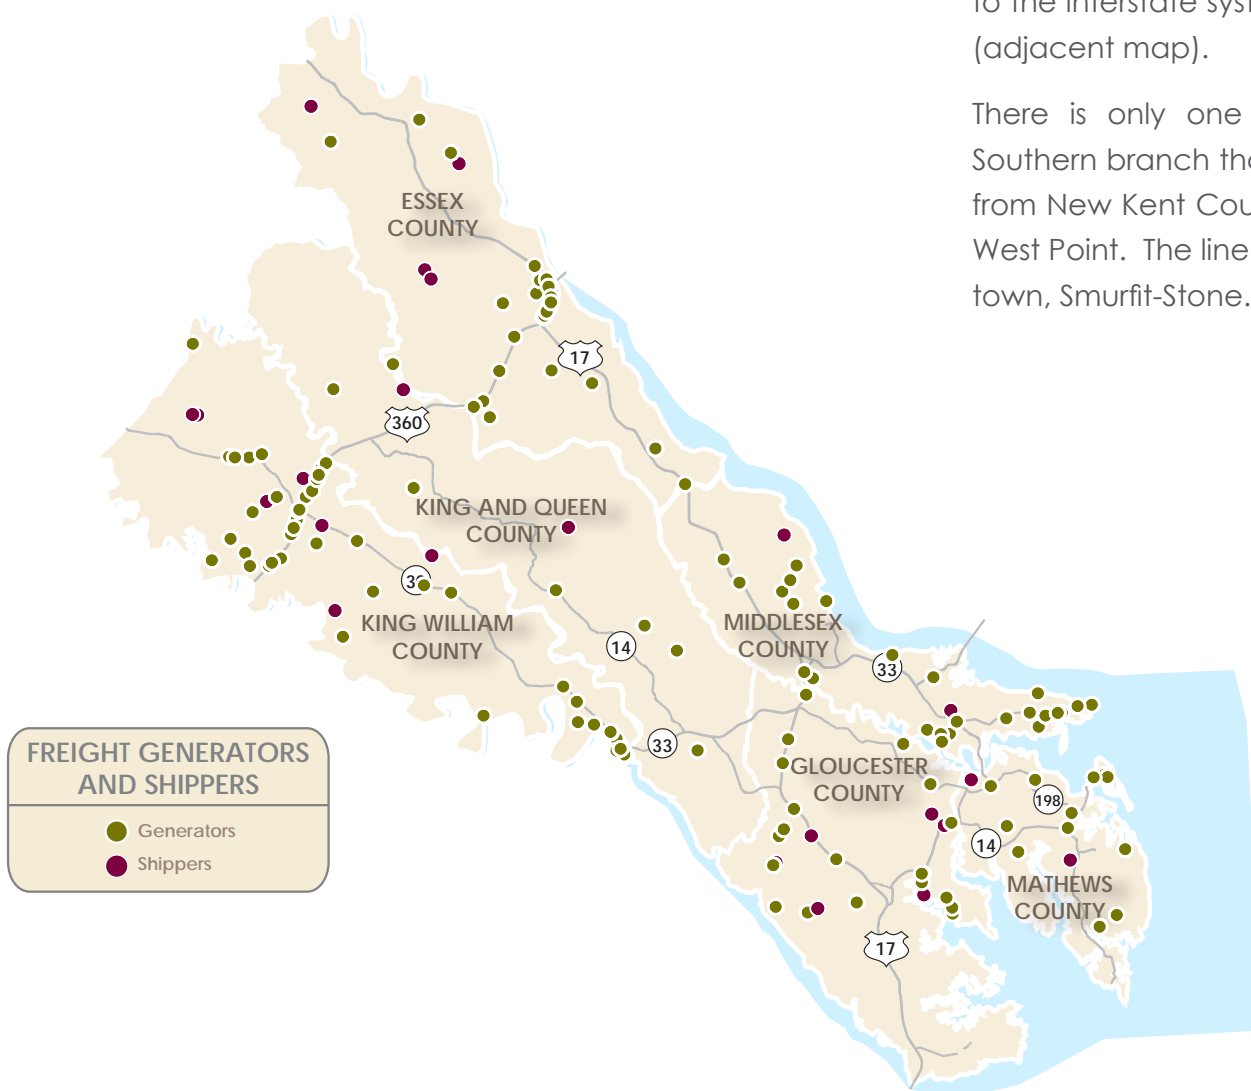 to the interstate syst
(adjacent map).
There is only one
Southern branch tha
from New Kent Cou
West Point. The line
town, Smurfit-Stone.
ESSEX
COUNTY
17
360
KING AND QUEEN
COUNTY
KING WILLIAM
COUNTY
14
MIDDLESEX
COUNTY
33
33
GLOUCESTER
COUNTY
198
14
MATHEWS
COUNTY
17
FREIGHT GENERATORS
AND SHIPPERS
Generators
Shippers